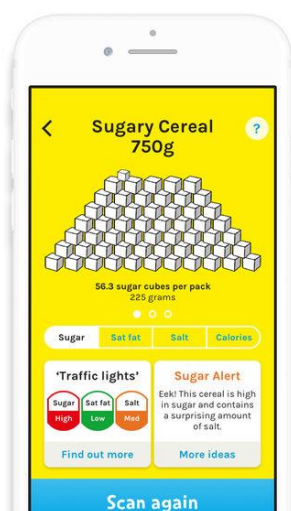 Sugary Cereal
?
750g
56.3 sugar cubes per pack
225 grams
Sugar
Sat fat
Salt
Calories
'Traffic lights'
Sugar
Sat fat
Salt
High
Low
Med
Find out more
Sugar Alert
Eek! This cereal is high
in sugar and contains
a surprising amount
of salt.
More ideas
Scan again